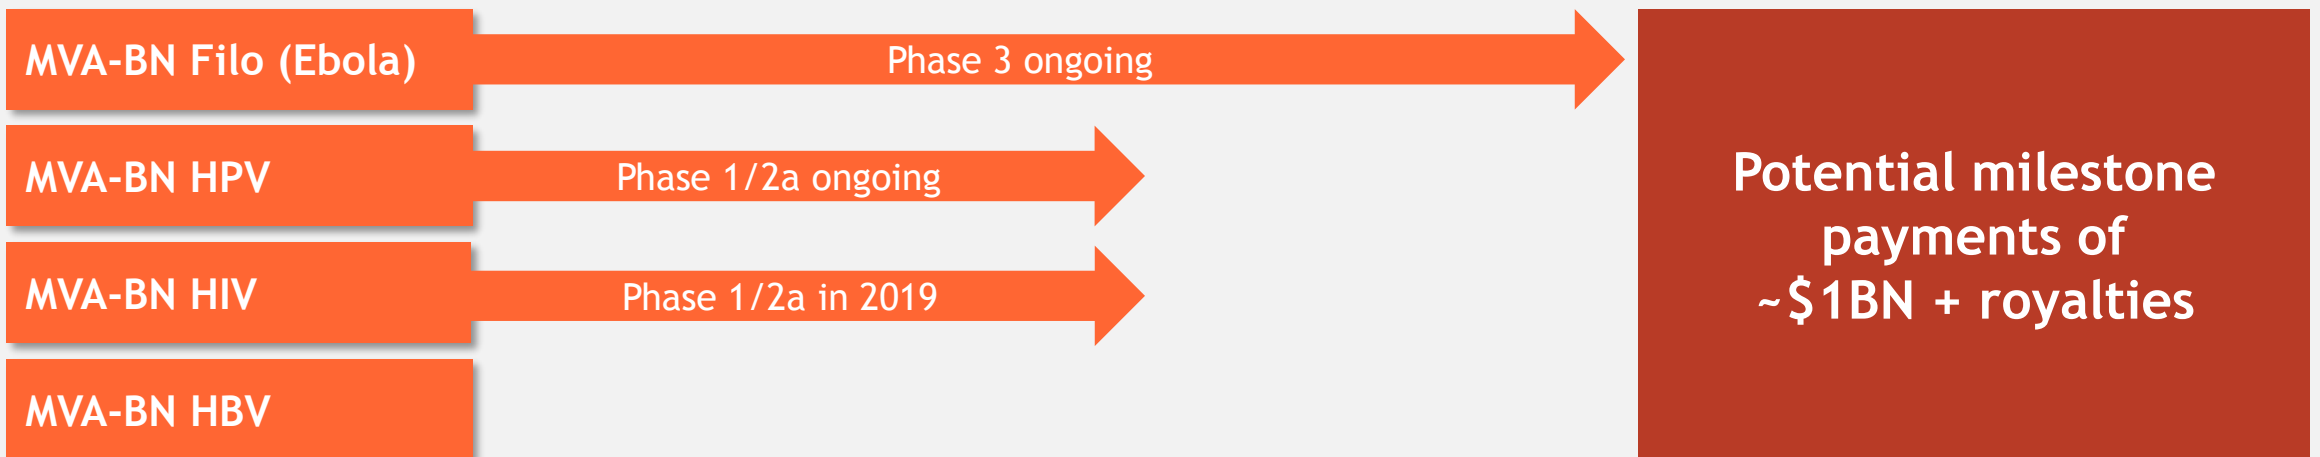 MVA-BN Filo (Ebola)
Phase 3 ongoing
MVA-BN HPV
Phase 1/2a ongoing
MVA-BN HIV
Phase 1/2a in 2019
MVA-BN HBV
Potential milestone
payments of
~$1BN + royalties